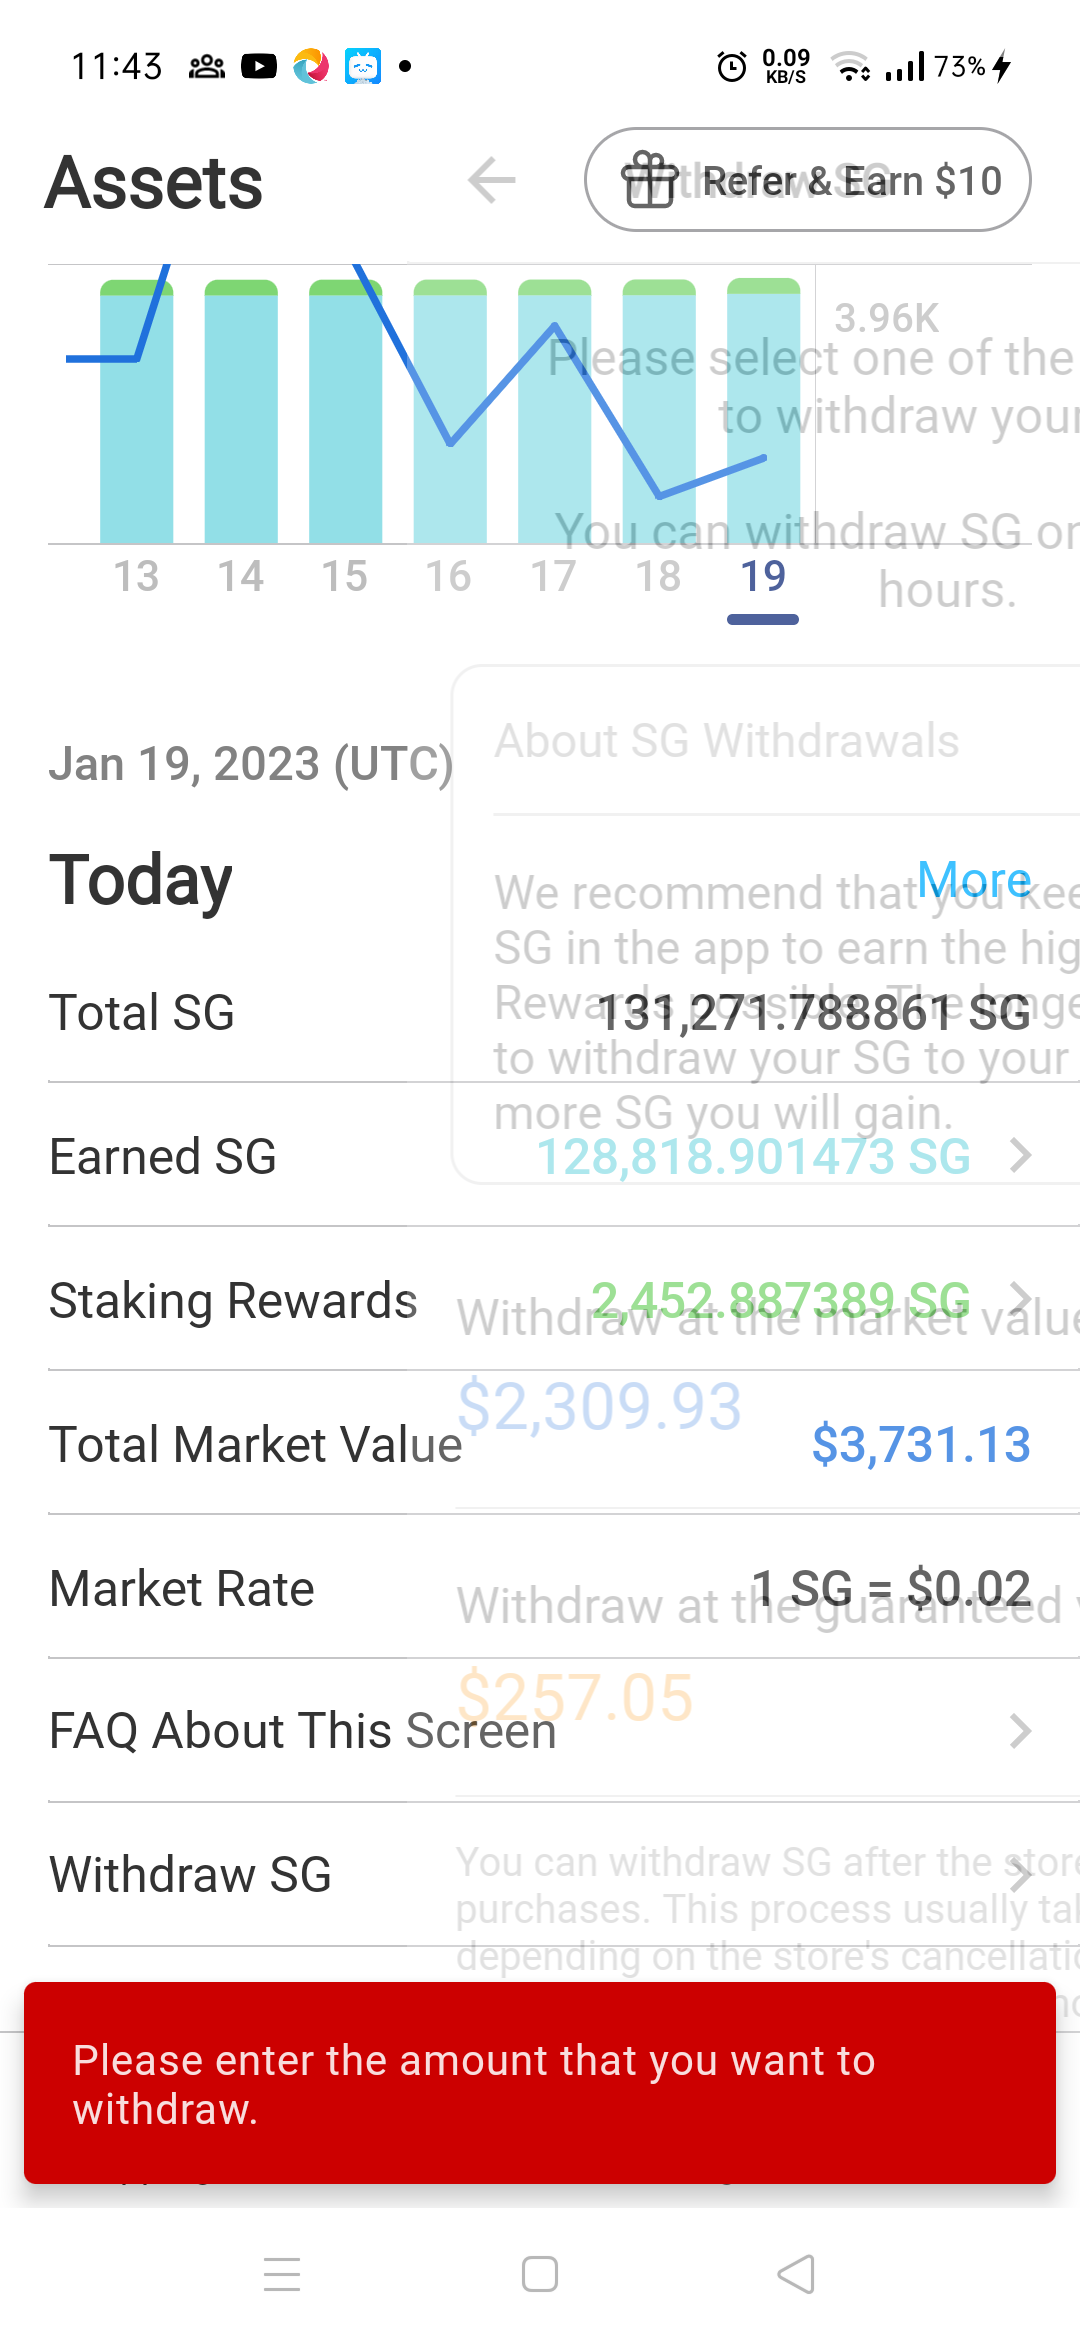 11:43
0.09
KB/S
73%
Assets
Withdraw SG
Refer & Earn $10
3.96K
Please select one of the
to withdraw your
You can withdraw SG
hours.
13 14 15 16 17 18 19
About SG Withdrawals
Jan 19, 2023 (UTC)
Today
More
We recommend that you
SG in the app to earn the
Rewards possible. The
to withdraw your SG to your
more SG you will gain.
Total SG
131,271.788861 SG
Earned SG
128,818.901473 SG
Staking Rewards
2,452.887389 SG
Withdraw at the market value
$2,309.93
Total Market Value
$3,731.13
Market Rate
1 SG = $0.02
Withdraw at the guaranteed
$257.05
FAQ About This Screen
Withdraw SG
You can withdraw SG after the
purchases. This process usually
depending on the store's
Please enter the amount that you want to
withdraw.